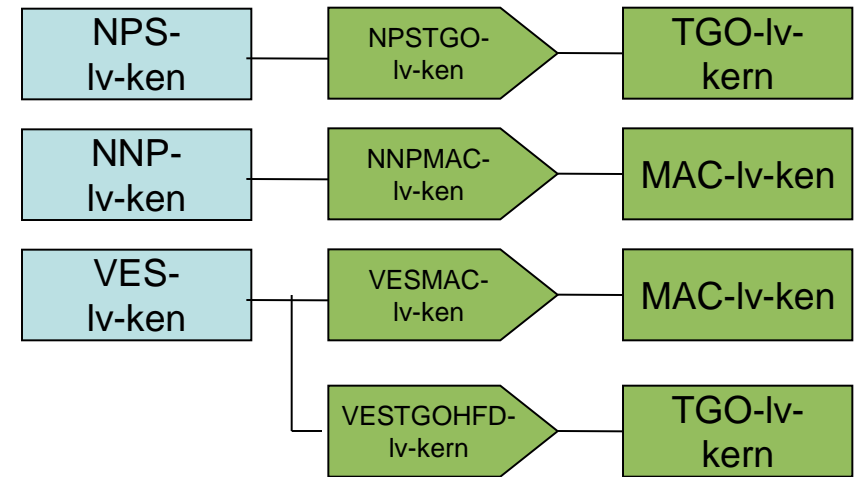 NPS-
lv-ken
NPSTGO-
lv-ken
TGO-lv-
kern
NNP-
lv-ken
NNPMAC-
lv-ken
MAC-lv-ken
VES-
lv-ken
VESMAC-
lv-ken
MAC-lv-ken
VESTGOHFD-
lv-kern
TGO-lv-
kern